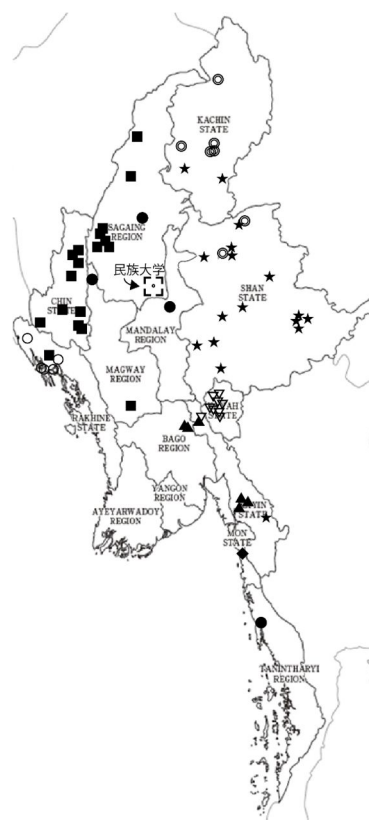 KACHIN
STATE
SAGAING
REGION
民族大学
SHAN
STATE
CHIN
MANDALAY
REGION
MAGWAY
REGION
RAKHINE
STATE
BAGO
REGION
YANGON
REGION
AYEYARWADOY
REGION
MON
STATE
TANINTHARYI
REGION